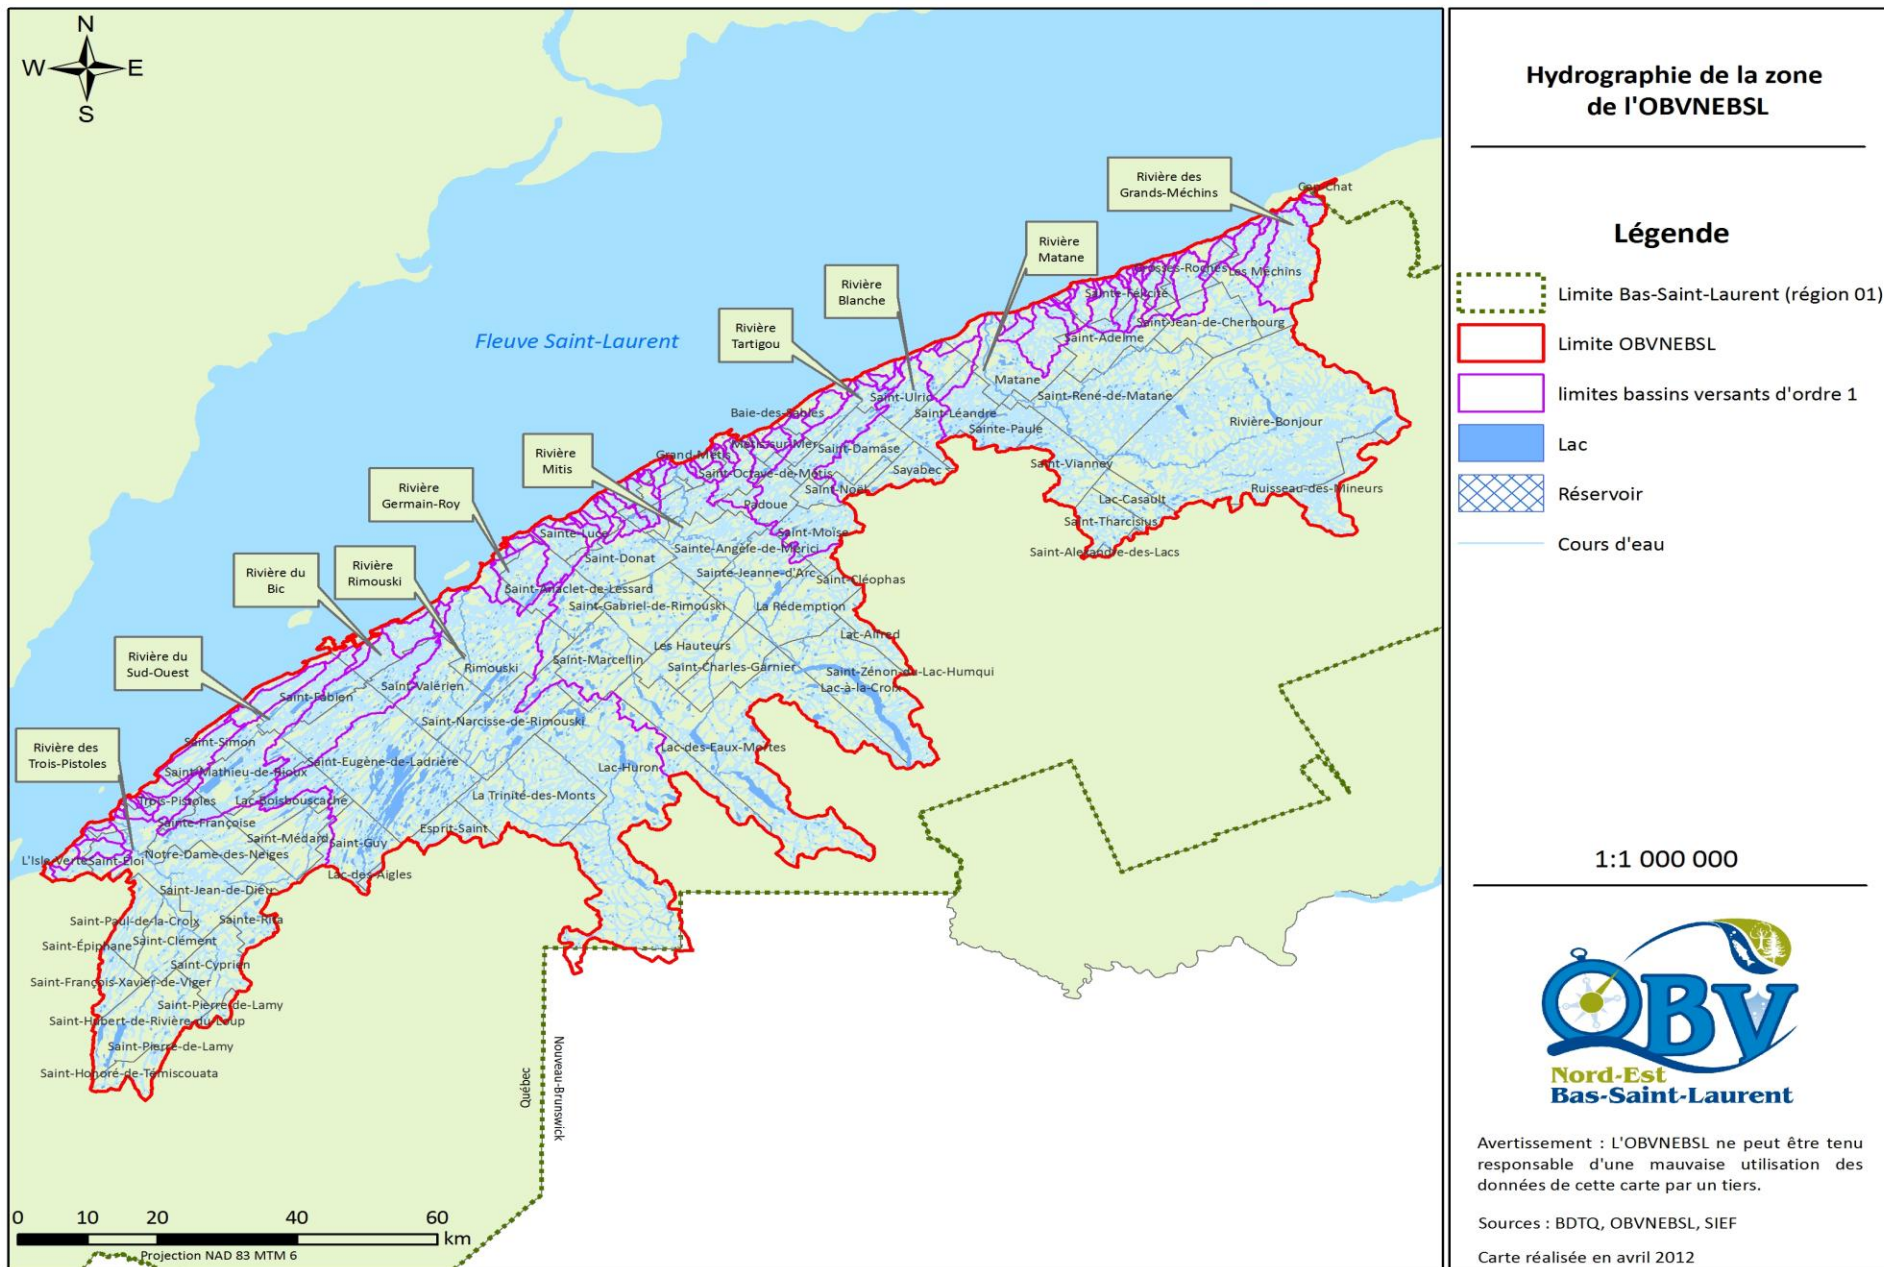 N
W E
S
Hydrographie de la zone
de l'OBVNEBSL
Légende
Limite Bas-Saint-Laurent (région 01)
Limite OBVNEBSL
limites bassins versants d'ordre 1
Lac
Réservoir
Cours d'eau
1:1 000 000
OBV
Nord-Est
Bas-Saint-Laurent
Avertissement : L'OBVNEBSL ne peut être tenu
responsable d'une mauvaise utilisation des
données de cette carte par un tiers.
Sources : BDTQ, OBVNEBSL, SIEF
Carte réalisée en avril 2012
Fleuve Saint-Laurent
Rivière des
Grands-Méchins
Rivière
Matane
Rivière
Blanche
Rivière
Tartigou
Rivière
Mitis
Rivière
Germain-Roy
Rivière
Rimouski
Rivière du
Bic
Rivière du
Sud-Ouest
Rivière des
Trois-Pistoles
Cap-Chat
Grosses-Roches
Les Méchins
Sainte-Félicité
Saint-Jean-de-Cherbourg
Saint-Adelme
Matane
Saint-René-de-Matane
Saint-Ulric
Saint-Léandre
Rivière-Bonjour
Baie-des-Sables
Sainte-Paule
Métis-sur-Mer
Saint-Damase
Grand-Métis
Sayabec
Saint-Vianney
Saint-Octave-de-Métis
Saint-Noël
Ruisseau-des-Mineurs
Padoue
Lac-Casault
Saint-Tharcisius
Sainte-Luce
Saint-Moïse
Sainte-Angèle-de-Mérici
Saint-Alexandre-des-Lacs
Saint-Donat
Sainte-Jeanne-d'Arc
Saint-Cléophas
Saint-Anaclet-de-Lessard
Saint-Gabriel-de-Rimouski
La Rédemption
Lac-Alfred
Les Hauteurs
Saint-Marcellin
Rimouski
Saint-Charles-Garnier
Saint-Zénon-du-Lac-Humqui
Saint-Valérien
Lac-à-la-Croix
Saint-Fabien
Saint-Narcisse-de-Rimouski
Saint-Simon
Lac-des-Eaux-Mortes
Saint-Eugène-de-Ladrière
Lac-Huron
Saint-Mathieu-de-Rioux
La Trinité-des-Monts
Trois-Pistoles
Lac-Boisbouscache
Sainte-Françoise
Esprit-Saint
Saint-Médard
Saint-Guy
Notre-Dame-des-Neiges
L'Isle-Verte
Saint-Éloi
Lac-des-Aigles
Saint-Jean-de-Dieu
Saint-Paul-de-la-Croix
Sainte-Rita
Saint-Épiphane
Saint-Clément
Saint-Cyprien
Saint-François-Xavier-de-Viger
Saint-Pierre-de-Lamy
Saint-Hubert-de-Rivière-du-Loup
Saint-Pierre-de-Lamy
Saint-Honoré-de-Témiscouata
Québec
Nouveau-Brunswick
0 10 20 40 60
km
Projection NAD 83 MTM 6